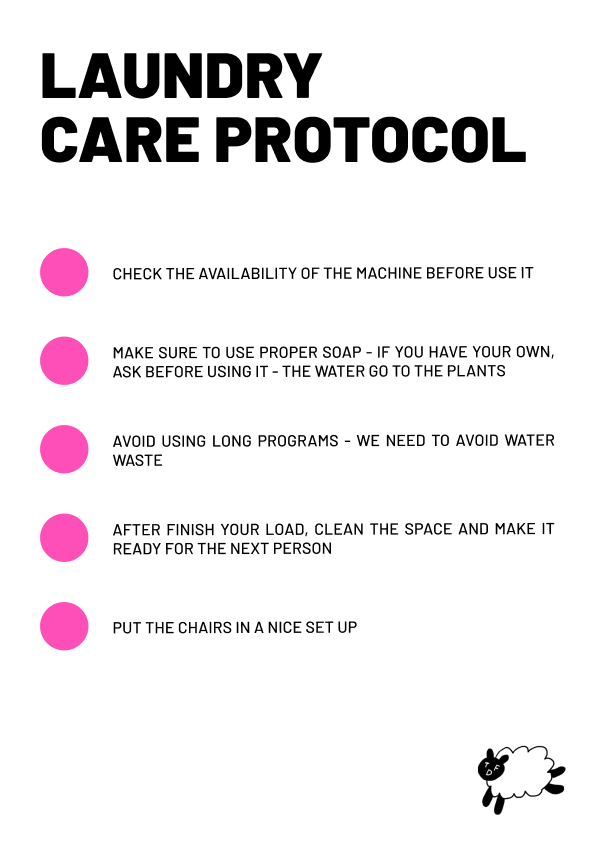 LAUNDRY
CARE PROTOCOL
CHECK THE AVAILABILITY OF THE MACHINE BEFORE USE IT
MAKE SURE TO USE PROPER SOAP - IF YOU HAVE YOUR OWN,
ASK BEFORE USING IT - THE WATER GO TO THE PLANTS
AVOID USING LONG PROGRAMS - WE NEED TO AVOID WATER
WASTE
AFTER FINISH YOUR LOAD, CLEAN THE SPACE AND MAKE IT
READY FOR THE NEXT PERSON
PUT THE CHAIRS IN A NICE SET UP
T F
D